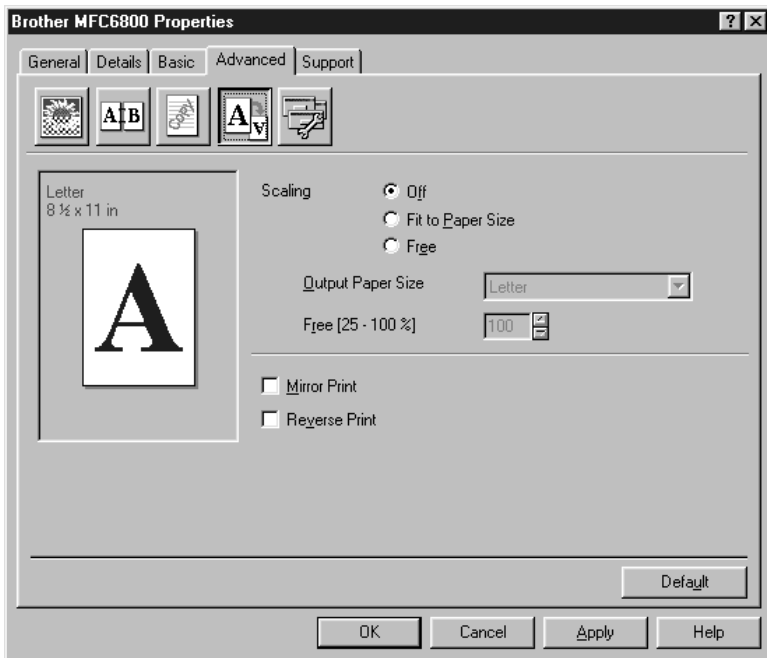 Brother MFC6800 Properties
General Details Basic Advanced Support
A B COPY A A
Letter
8 ½ x 11 in
A
Scaling Off
Fit to Paper Size
Free
Output Paper Size Letter
Free [25 - 100 %] 100
Mirror Print
Reverse Print
Default
OK Cancel Apply Help